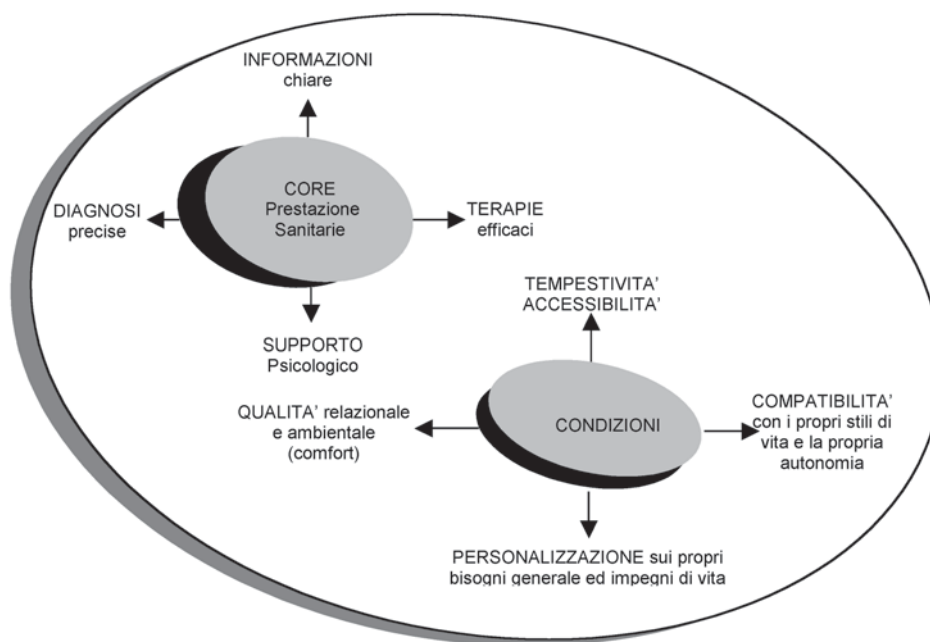 INFORMAZIONI
chiare
CORE
Prestazione
Sanitarie
DIAGNOSI
precise
TERAPIE
efficaci
SUPPORTO
Psicologico
TEMPESTIVITA'
ACCESSIBILITA'
QUALITA' relazionale
e ambientale
(comfort)
CONDIZIONI
COMPATIBILITA'
con i propri stili di
vita e la propria
autonomia
PERSONALIZZAZIONE sui propri
bisogni generale ed impegni di vita